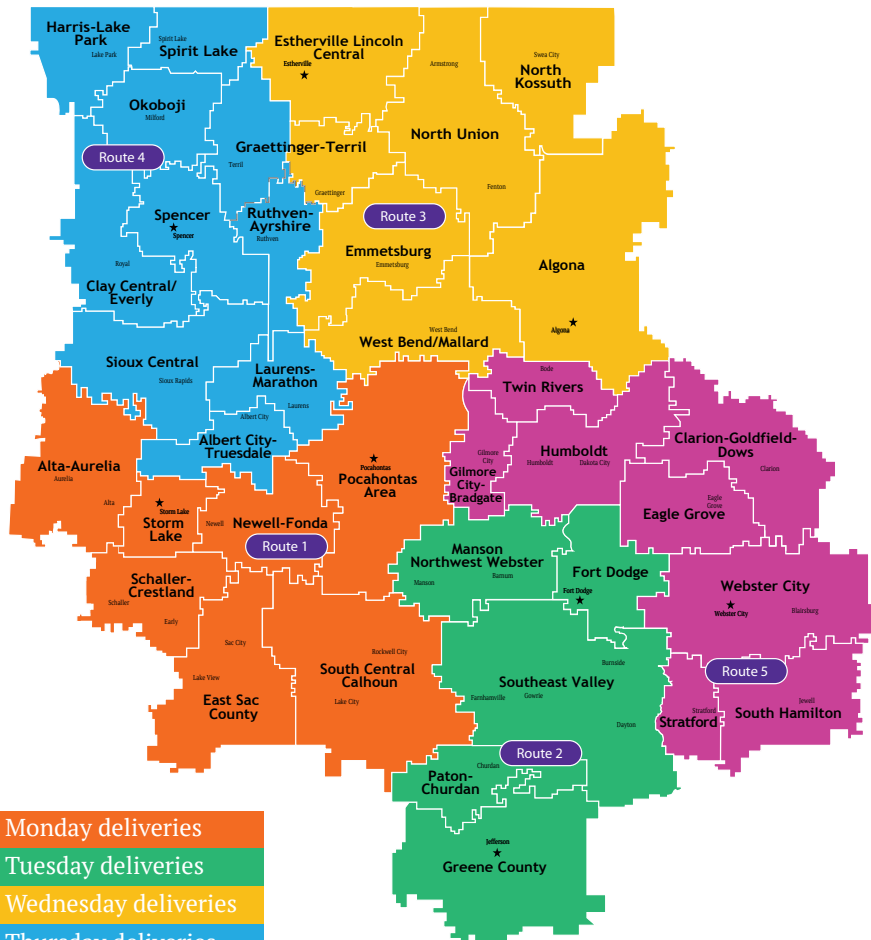 Harris-Lake
Park
Lake Park
Spirit Lake
Spirit Lake
Estherville Lincoln
Central
Estherville
Armstrong
Swea City
North
Kossuth
Okoboji
Milford
Graettinger-Terril
Terril
Graettinger
North Union
Fenton
Route 4
Spencer
Spencer
Ruthven-
Ayrshire
Ruthven
Route 3
Emmetsburg
Emmetsburg
Algona
Algona
Royal
Clay Central/
Everly
West Bend
West Bend/Mallard
Sioux Central
Sioux Rapids
Laurens-
Marathon
Laurens
Bode
Twin Rivers
Albert City
Albert City-
Truesdale
Alta-Aurelia
Aurelia
Alta
Pocahontas
Pocahontas
Area
Gilmore
City
Gilmore
City-
Bradgate
Humboldt
Humboldt
Dakota City
Clarion-Goldfield-
Dows
Clarion
Storm Lake
Storm
Lake
Newell
Newell-Fonda
Route 1
Eagle
Grove
Eagle Grove
Manson
Northwest Webster
Manson
Barnum
Fort Dodge
Fort Dodge
Schaller-
Crestland
Schaller
Early
Webster City
Webster City
Blairsburg
Sac City
Lake View
East Sac
County
Rockwell City
South Central
Calhoun
Lake City
Burnside
Southeast Valley
Farnhamville
Gowrie
Dayton
Route 5
Stratford
Stratford
Jewell
South Hamilton
Route 2
Churdan
Paton-
Churdan
Jefferson
Greene County
Monday deliveries
Tuesday deliveries
Wednesday deliveries
Thursday deliveries